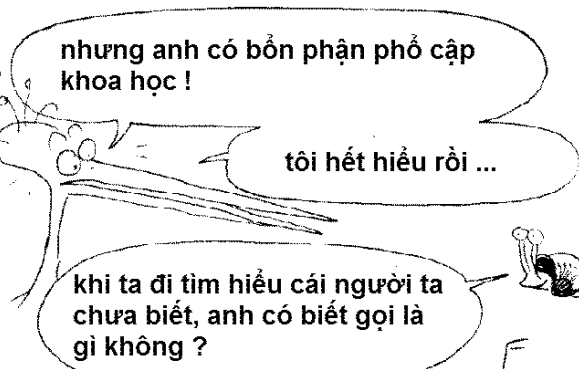 nhưng anh có bổn phận phổ cập
khoa học !
tôi hết hiểu rồi ...
khi ta đi tìm hiểu cái người ta
chưa biết, anh có biết gọi là
gì không ?